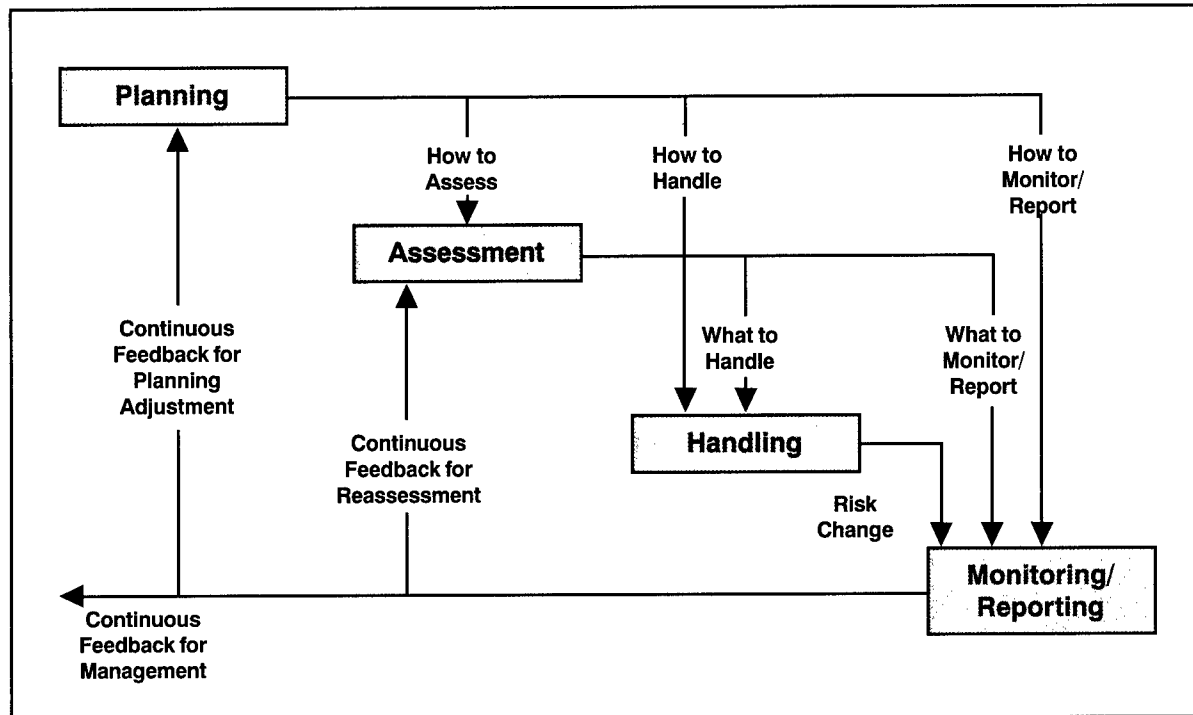 Planning
How to
Assess
How to
Handle
How to
Monitor/
Report
Assessment
Continuous
Feedback for
Planning
Adjustment
What to
Handle
What to
Monitor/
Report
Handling
Continuous
Feedback for
Reassessment
Risk
Change
Monitoring/
Reporting
Continuous
Feedback for
Management